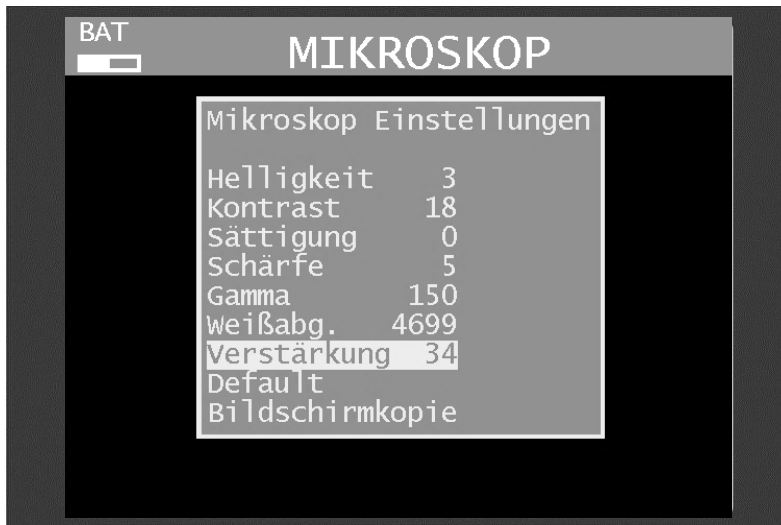 BAT
MIKROSKOP
Mikroskop Einstellungen
Helligkeit 3
Kontrast 18
Sättigung 0
Schärfe 5
Gamma 150
Weißabg. 4699
Verstärkung 34
Default
Bildschirmkopie